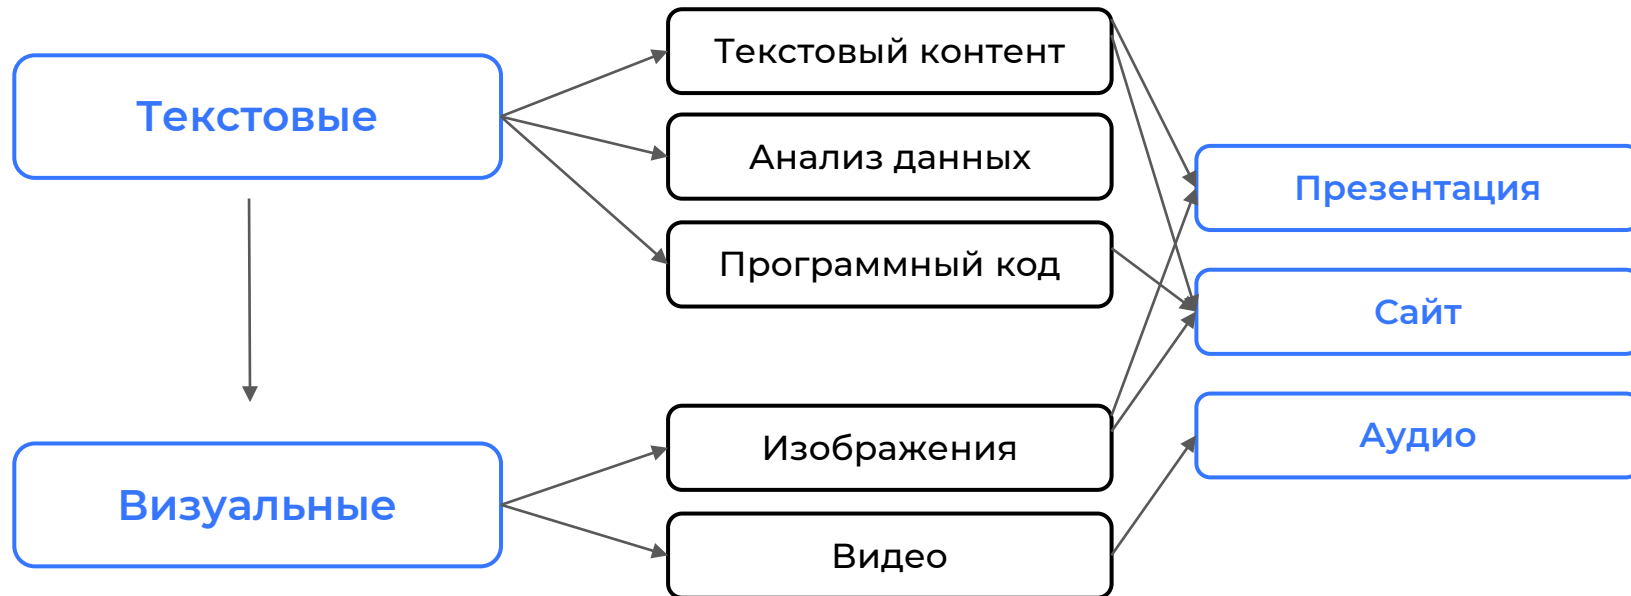 Текстовые
Текстовый контент
Анализ данных
Программный код
Визуальные
Изображения
Видео
Презентация
Сайт
Аудио